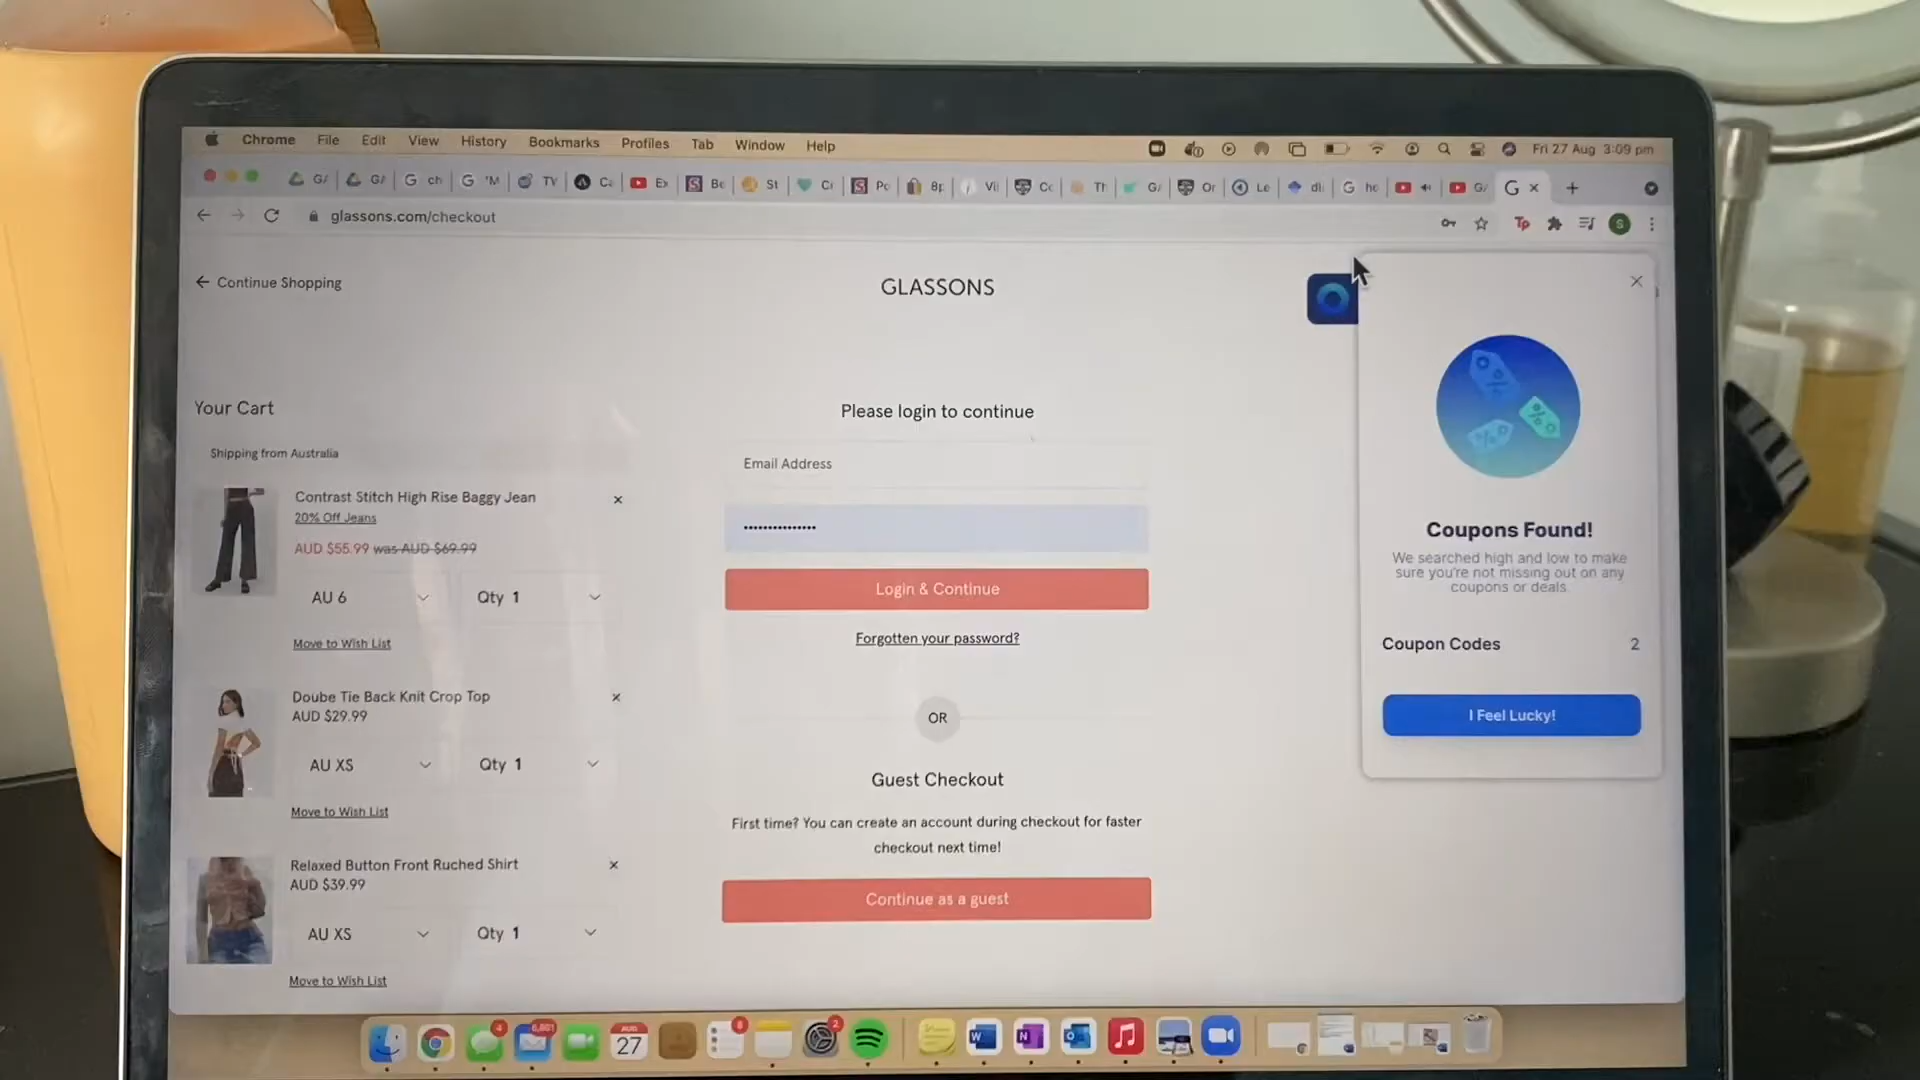 Chrome File Edit View History Bookmarks Profiles Tab Window Help
Fri 27 Aug 3:09 pm
glassons.com/checkout
Tp
S
← Continue Shopping
GLASSONS
Your Cart
Shipping from Australia
Contrast Stitch High Rise Baggy Jean
20% Off Jeans
AUD $55.99 was AUD $69.99
AU 6
Qty 1
Move to Wish List
Doube Tie Back Knit Crop Top
AUD $29.99
AU XS
Qty 1
Move to Wish List
Relaxed Button Front Ruched Shirt
AUD $39.99
AU XS
Qty 1
Move to Wish List
Please login to continue
Email Address
Login & Continue
Forgotten your password?
OR
Guest Checkout
First time? You can create an account during checkout for faster
checkout next time!
Continue as a guest
Coupons Found!
We searched high and low to make
sure you're not missing out on any
coupons or deals.
Coupon Codes 2
I Feel Lucky!
AUG
27